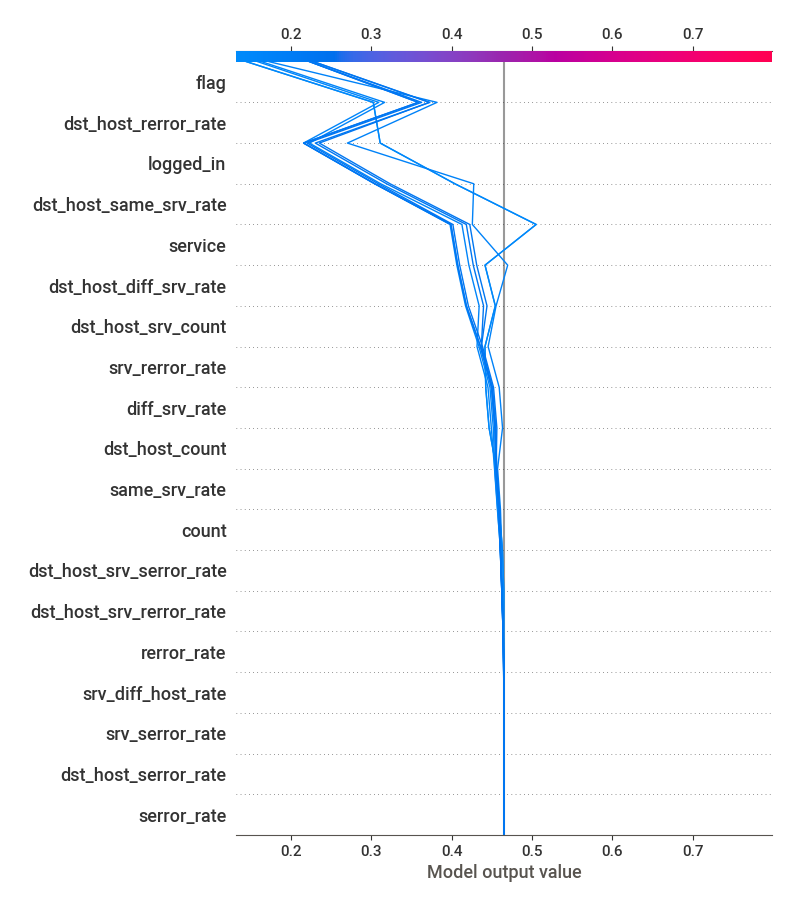 0.2 0.3 0.4 0.5 0.6 0.7
flag
dst_host_rerror_rate
logged_in
dst_host_same_srv_rate
service
dst_host_diff_srv_rate
dst_host_srv_count
srv_rerror_rate
diff_srv_rate
dst_host_count
same_srv_rate
count
dst_host_srv_serror_rate
dst_host_srv_rerror_rate
rerror_rate
srv_diff_host_rate
srv_serror_rate
dst_host_serror_rate
serror_rate
0.2 0.3 0.4 0.5 0.6 0.7
Model output value